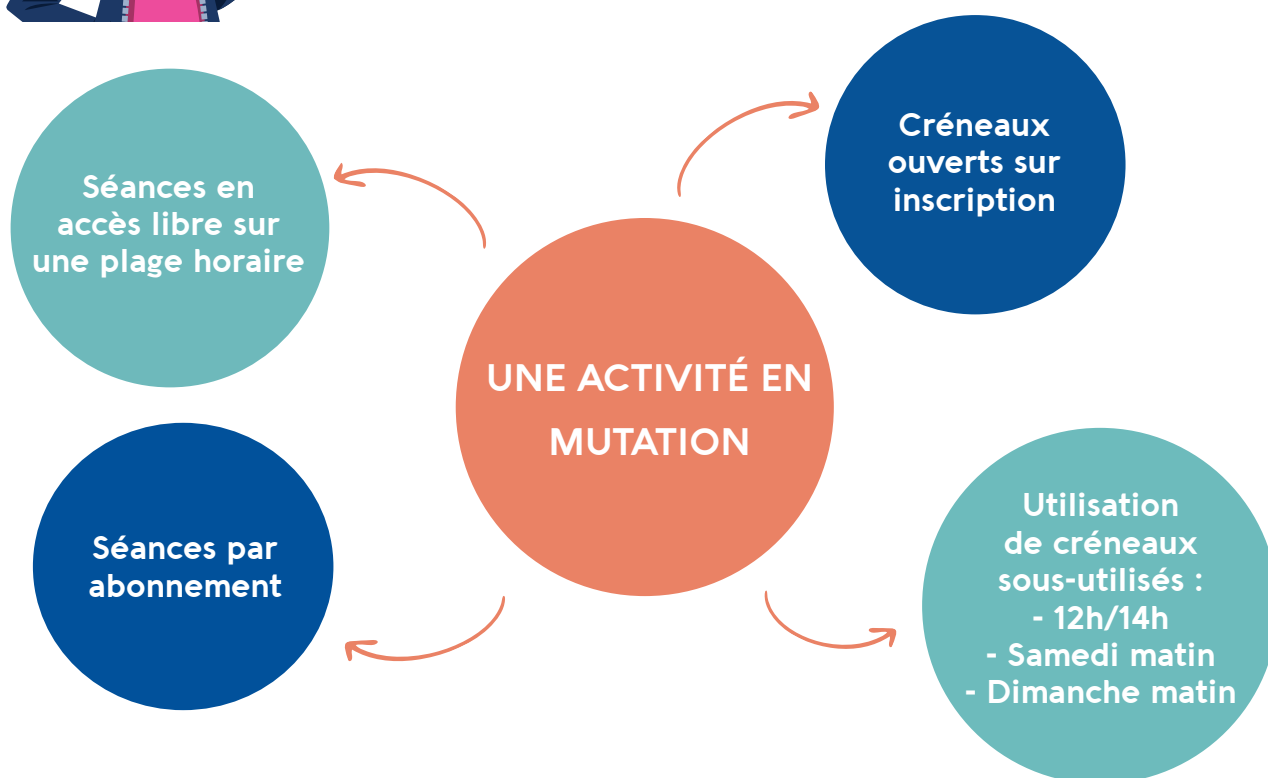 Séances en
accès libre sur
une plage horaire
Créneaux
ouverts sur
inscription
UNE ACTIVITÉ EN
MUTATION
Séances par
abonnement
Utilisation
de créneaux
sous-utilisés :
- 12h/14h
- Samedi matin
- Dimanche matin